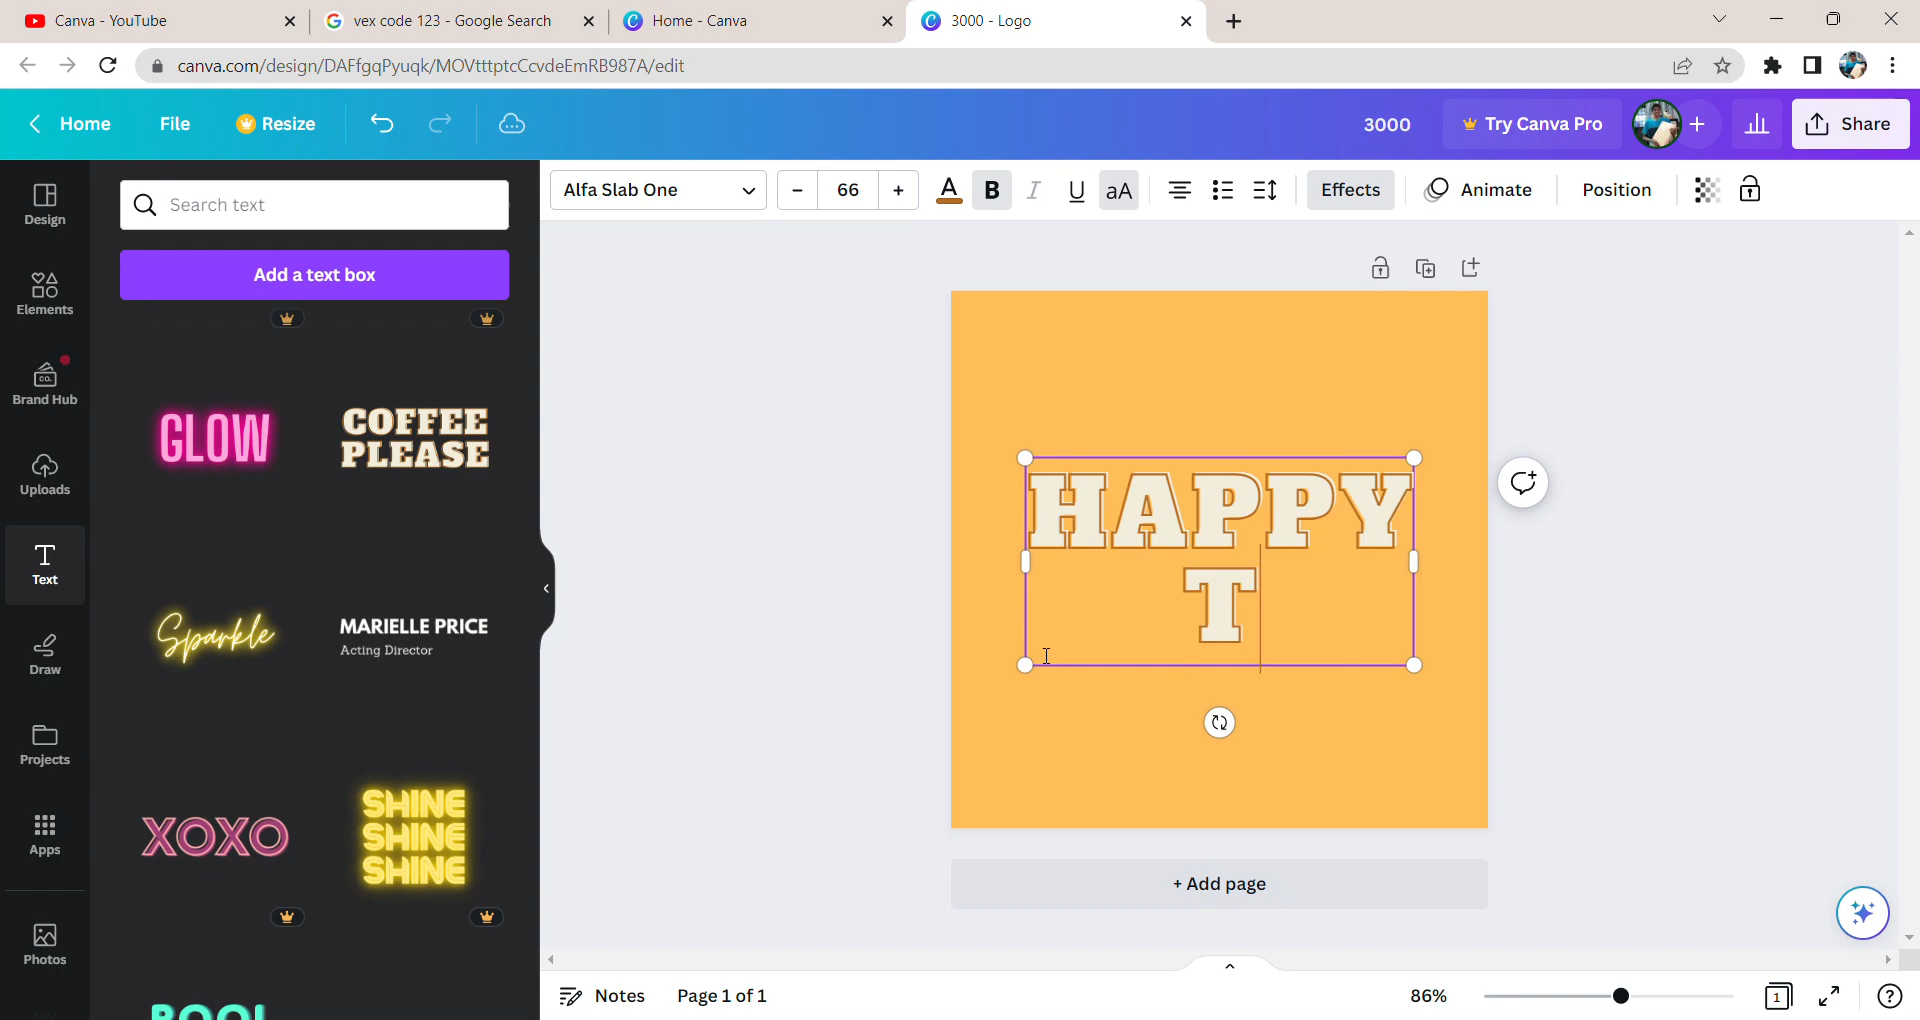 Canva - YouTube
vex code 123 - Google Search
Home - Canva
3000 - Logo
canva.com/design/DAFfgqPyuqk/MOVtttptcCcvdeEmRB987A/edit
Home
File
Resize
3000
Try Canva Pro
Share
Search text
Add a text box
Alfa Slab One
66
A
B
I
U
aA
Effects
Animate
Position
Design
Elements
CO.
Brand Hub
Uploads
Text
Draw
Projects
Apps
Photos
GLOW
COFFEE
PLEASE
Sparkle
MARIELLE PRICE
Acting Director
XOXO
SHINE
SHINE
SHINE
HAPPY
T
+ Add page
Notes
Page 1 of 1
86%
1